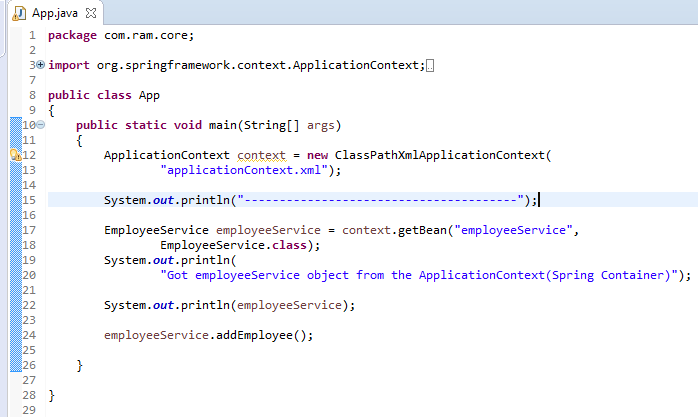 App.java
1 package com.ram.core;
2
3 import org.springframework.context.ApplicationContext;
7
8 public class App
9 {
10 public static void main(String[] args)
11 {
12 ApplicationContext context = new ClassPathXmlApplicationContext(
13 "applicationContext.xml");
14
15 System.out.println("---------------------------------------");
16
17 EmployeeService employeeService = context.getBean("employeeService",
18 EmployeeService.class);
19 System.out.println(
20 "Got employeeService object from the ApplicationContext(Spring Container)");
21
22 System.out.println(employeeService);
23
24 employeeService.addEmployee();
25
26 }
27
28 }
29